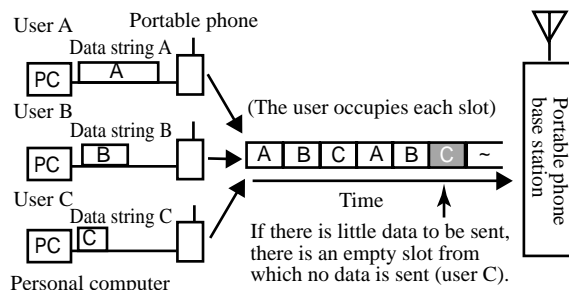 User A
Portable phone
Data string A
PC
A
User B
Data string B
PC
B
User C
Data string C
PC
C
Personal computer
(The user occupies each slot)
A B C A B C ~
Time
If there is little data to be sent,
there is an empty slot from
which no data is sent (user C).
Portable phone
base station